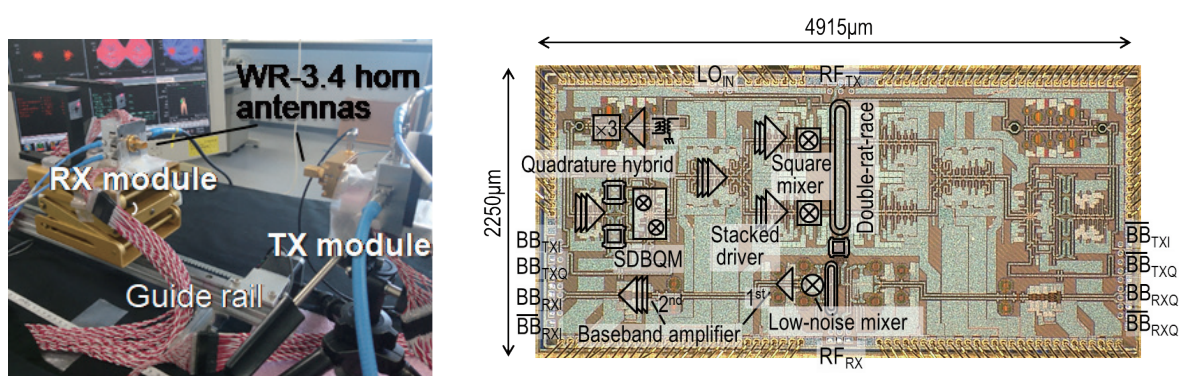 WR-3.4 horn
antennas
RX module
TX module
Guide rail
4915µm
2250µm
LO_IN
RF_TX
×3
Quadrature hybrid
Square
mixer
Double-rat-race
Stacked
driver
SDBQM
BB_TXI
BB_TXQ
BB_RXI
B̅B̅_RXI
2nd
1st
Baseband amplifier
Low-noise mixer
RF_RX
B̅B̅_TXI
B̅B̅_TXQ
BB_RXQ
B̅B̅_RXQ